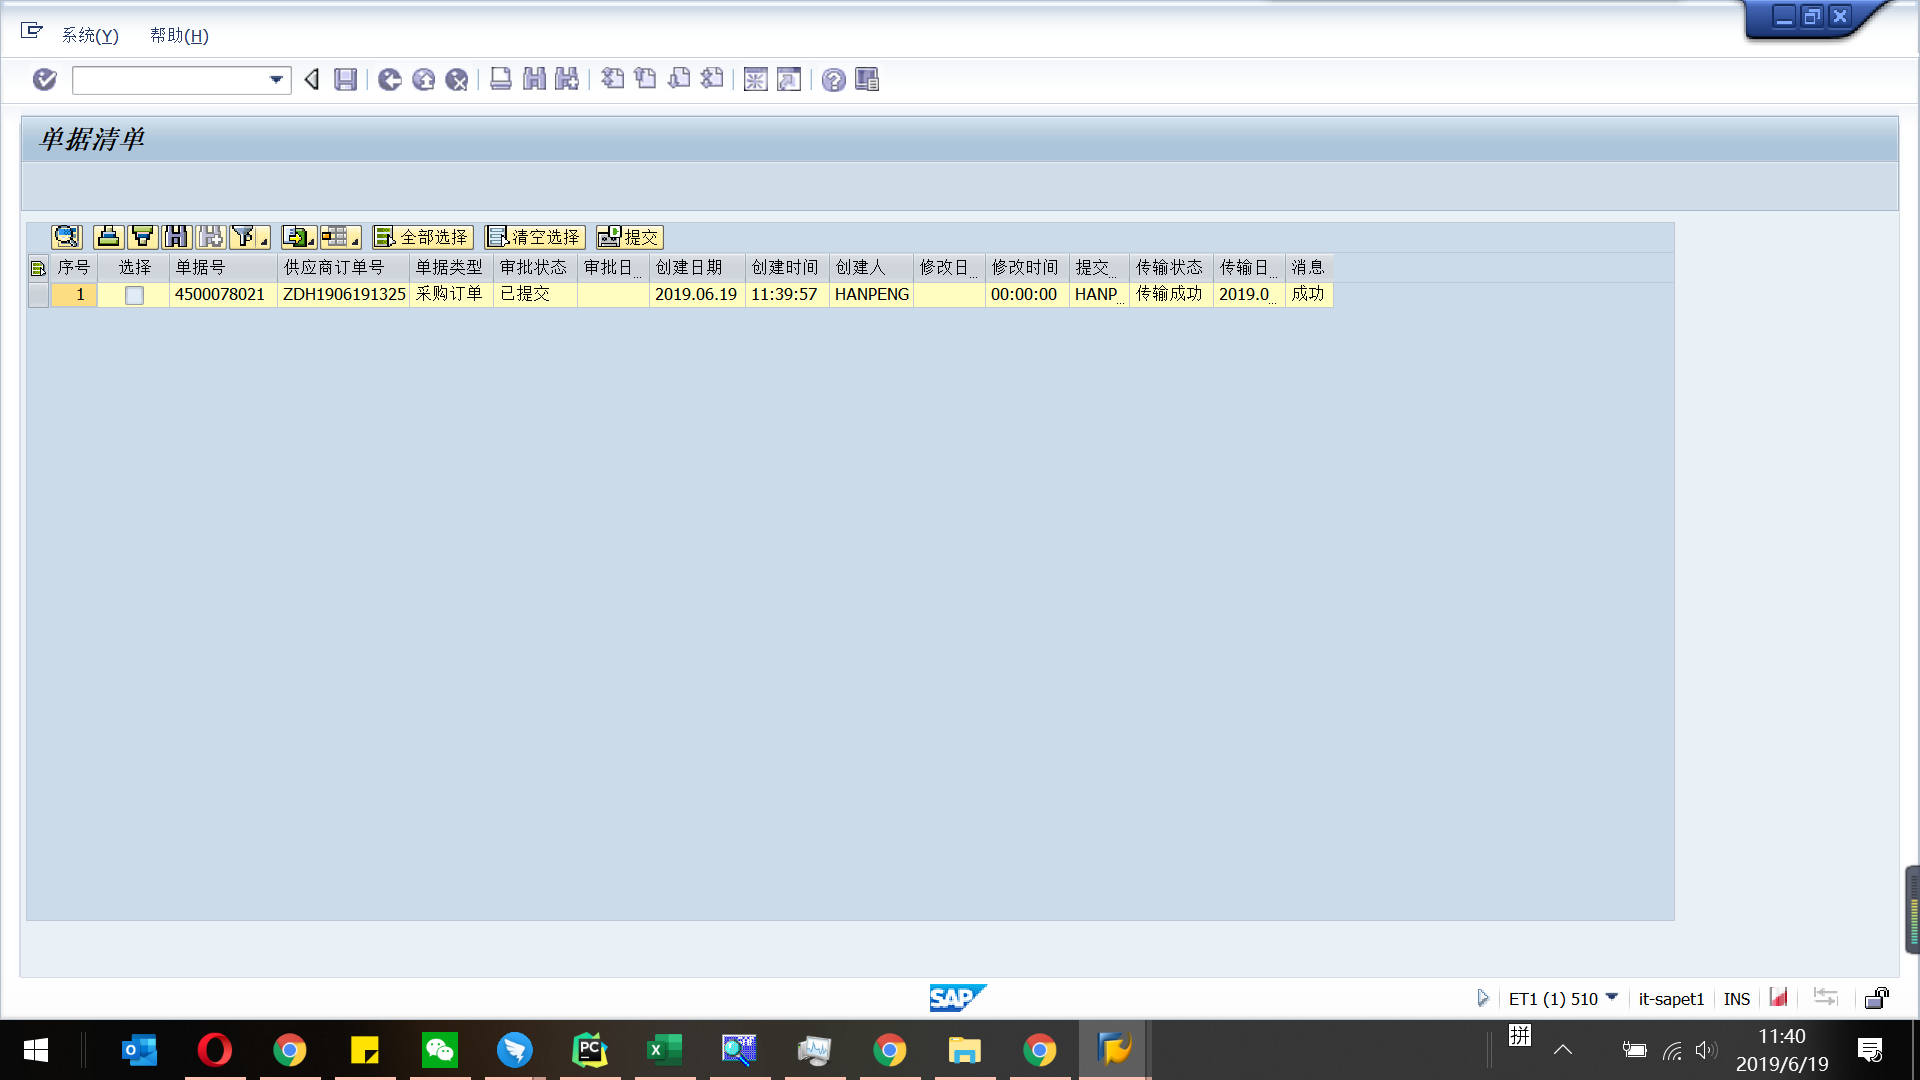 系统(Y) 帮助(H)
单据清单
全部选择 清空选择 提交
序号 选择 单据号 供应商订单号 单据类型 审批状态 审批日... 创建日期 创建时间 创建人 修改日... 修改时间 提交... 传输状态 传输日... 消息
1 4500078021 ZDH1906191325 采购订单 已提交 2019.06.19 11:39:57 HANPENG 00:00:00 HANP... 传输成功 2019.0... 成功
SAP ET1 (1) 510 it-sapet1 INS
拼 11:40
2019/6/19